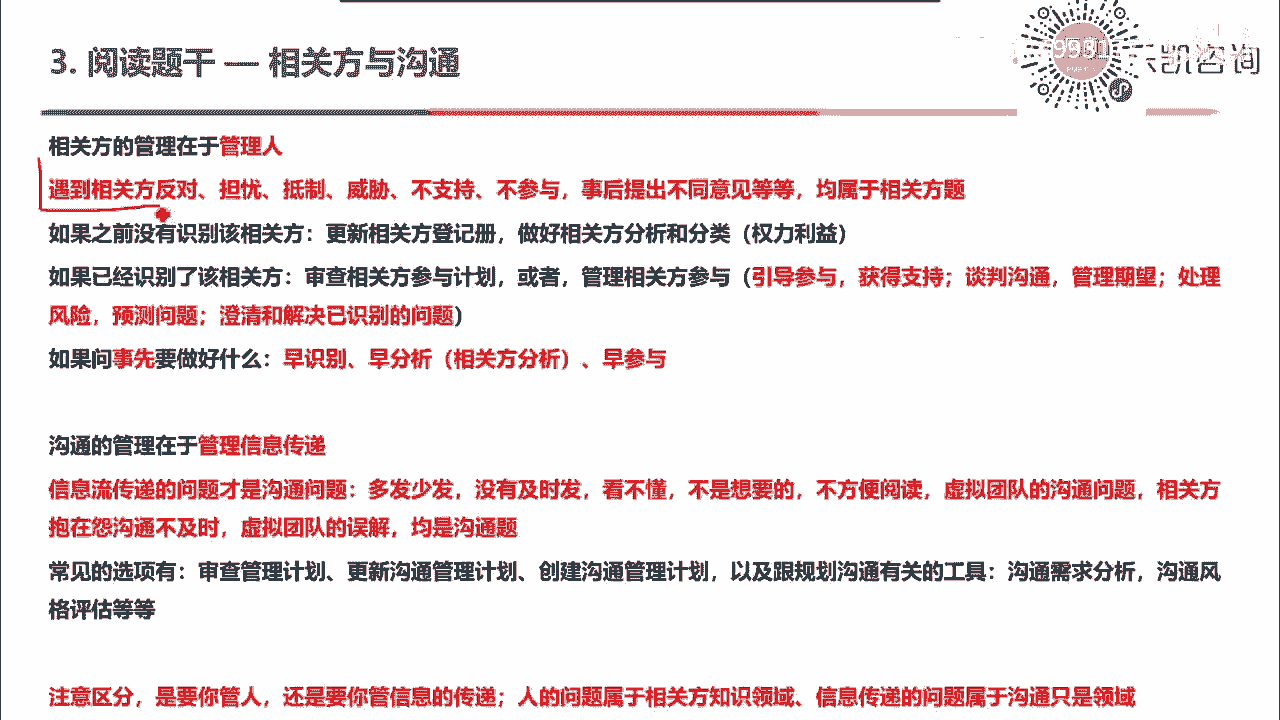 3. 阅读题干 — 相关方与沟通
凯咨询
相关方的管理在于管理人
遇到相关方反对、担忧、抵制、威胁、不支持、不参与，事后提出不同意见等等，均属于相关方题
如果之前没有识别该相关方：更新相关方登记册，做好相关方分析和分类（权力利益）
如果已经识别了该相关方：审查相关方参与计划，或者，管理相关方参与（引导参与，获得支持；谈判沟通，管理期望；处理
风险，预测问题；澄清和解决已识别的问题）
如果问事先要做好什么：早识别、早分析（相关方分析）、早参与
沟通的管理在于管理信息传递
信息流传递的问题才是沟通问题：多发少发，没有及时发，看不懂，不是想要的，不方便阅读，虚拟团队的沟通问题，相关方
抱在怨沟通不及时，虚拟团队的误解，均是沟通题
常见的选项有：审查管理计划、更新沟通管理计划、创建沟通管理计划，以及跟规划沟通有关的工具：沟通需求分析，沟通风
格评估等等
注意区分，是要你管人，还是要你管信息的传递；人的问题属于相关方知识领域、信息传递的问题属于沟通只是领域